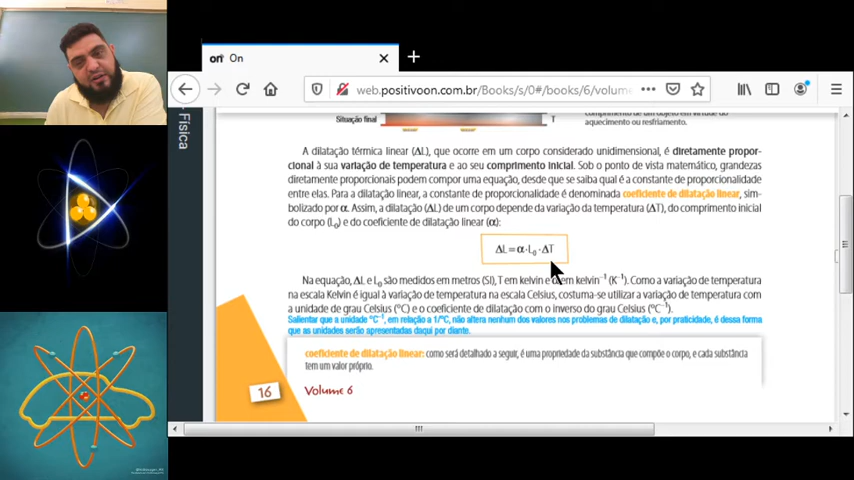 on On
web.positivoon.com.br/Books/s/0#/books/6/volume
Física
Situação final
T
comprimento de um objeto em virtude do
aquecimento ou resfriamento.
A dilatação térmica linear (ΔL), que ocorre em um corpo considerado unidimensional, é diretamente propor-
cional à sua variação de temperatura e ao seu comprimento inicial. Sob o ponto de vista matemático, grandezas
diretamente proporcionais podem compor uma equação, desde que se saiba qual é a constante de proporcionalidade
entre elas. Para a dilatação linear, a constante de proporcionalidade é denominada coeficiente de dilatação linear, sim-
bolizado por α. Assim, a dilatação (ΔL) de um corpo depende da variação da temperatura (ΔT), do comprimento inicial
do corpo (L₀) e do coeficiente de dilatação linear (α):
ΔL = α · L₀ · ΔT
Na equação, ΔL e L₀ são medidos em metros (SI), T em kelvin e α em kelvin⁻¹ (K⁻¹). Como a variação de temperatura
na escala Kelvin é igual à variação de temperatura na escala Celsius, costuma-se utilizar a variação de temperatura com
a unidade de grau Celsius (°C) e o coeficiente de dilatação com o inverso do grau Celsius (°C⁻¹).
Salientar que a unidade °C⁻¹, em relação a 1/°C, não altera nenhum dos valores nos problemas de dilatação e, por praticidade, é dessa forma
que as unidades serão apresentadas daqui por diante.
coeficiente de dilatação linear: como será detalhado a seguir, é uma propriedade da substância que compõe o corpo, e cada substância
tem um valor próprio.
16 Volume 6